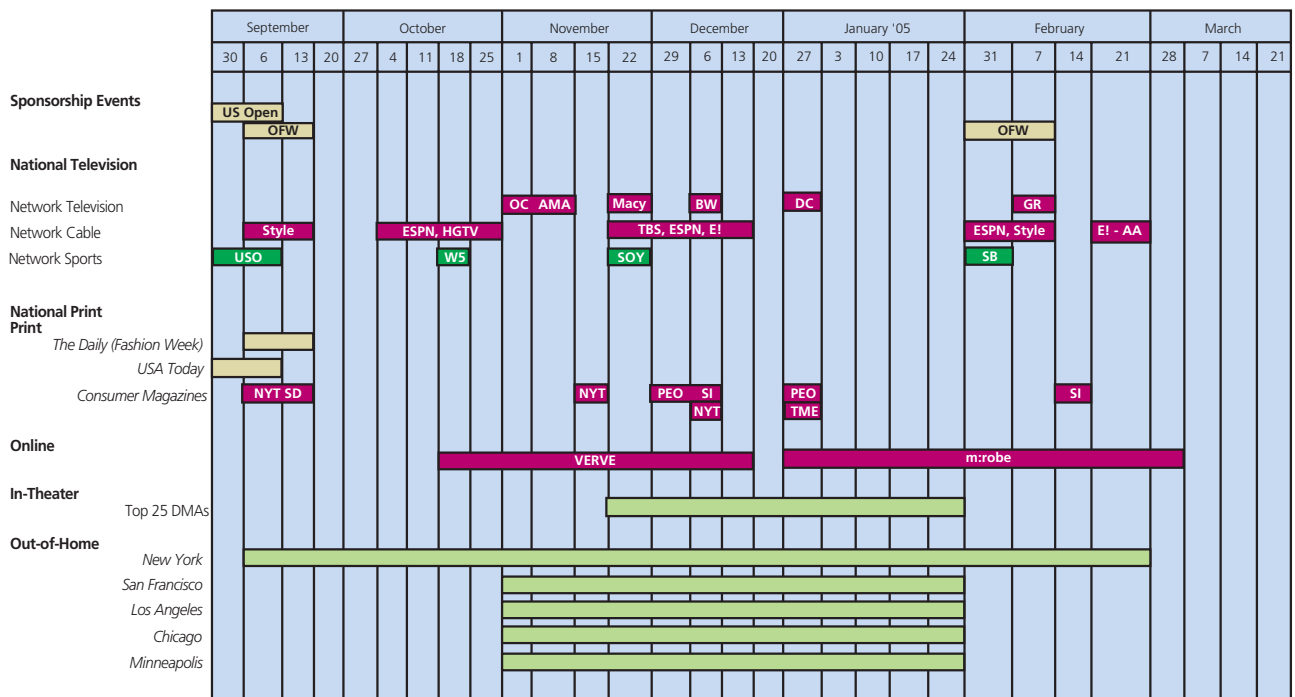 September October November December January '05 February March
30 6 13 20 27 4 11 18 25 1 8 15 22 29 6 13 20 27 3 10 17 24 31 7 14 21 28 7 14 21
Sponsorship Events
US Open
OFW OFW
National Television
Network Television OC AMA Macy BW DC GR
Network Cable Style ESPN, HGTV TBS, ESPN, E! ESPN, Style E! - AA
Network Sports USO W5 SOY SB
National Print
Print
The Daily (Fashion Week)
USA Today
Consumer Magazines NYT SD NYT PEO SI PEO SI
NYT TME
Online VERVE m:robe
In-Theater
Top 25 DMAs
Out-of-Home
New York
San Francisco
Los Angeles
Chicago
Minneapolis